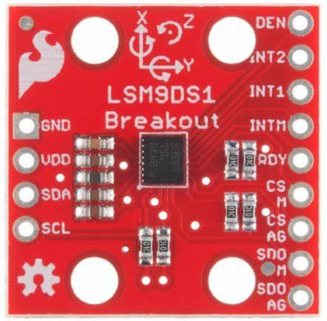 X
Z
Y
LSM9DS1
Breakout
GND
VDD
SDA
SCL
DEN
INT2
INT1
INTM
RDY
CS
M
CS
AG
SDO
M
SDO
AG